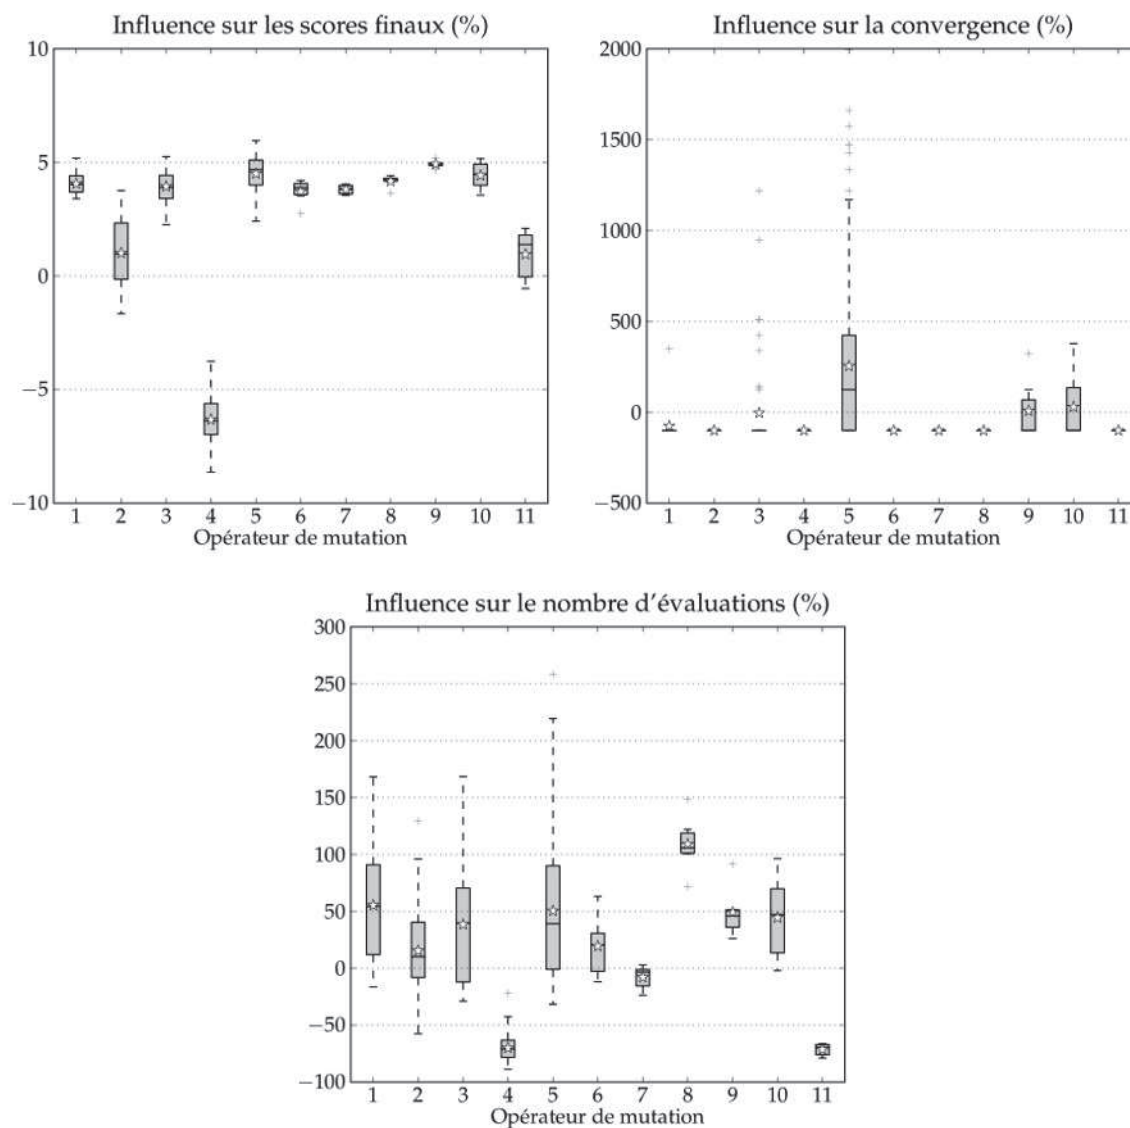 Influence sur les scores finaux (%)
10
5
0
−5
−10
1 2 3 4 5 6 7 8 9 10 11
Opérateur de mutation
Influence sur la convergence (%)
2000
1500
1000
500
0
−500
1 2 3 4 5 6 7 8 9 10 11
Opérateur de mutation
Influence sur le nombre d'évaluations (%)
300
250
200
150
100
50
0
−50
−100
1 2 3 4 5 6 7 8 9 10 11
Opérateur de mutation